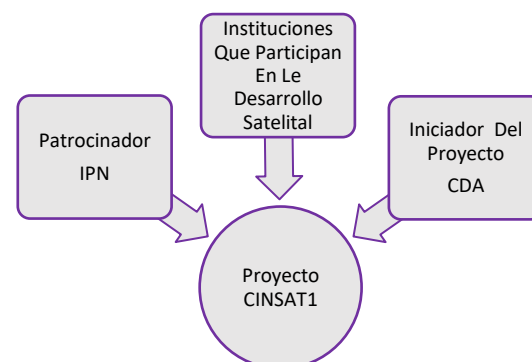 Instituciones
Que Participan
En Le
Desarrollo
Satelital
Patrocinador
IPN
Iniciador Del
Proyecto
CDA
Proyecto
CINSAT1